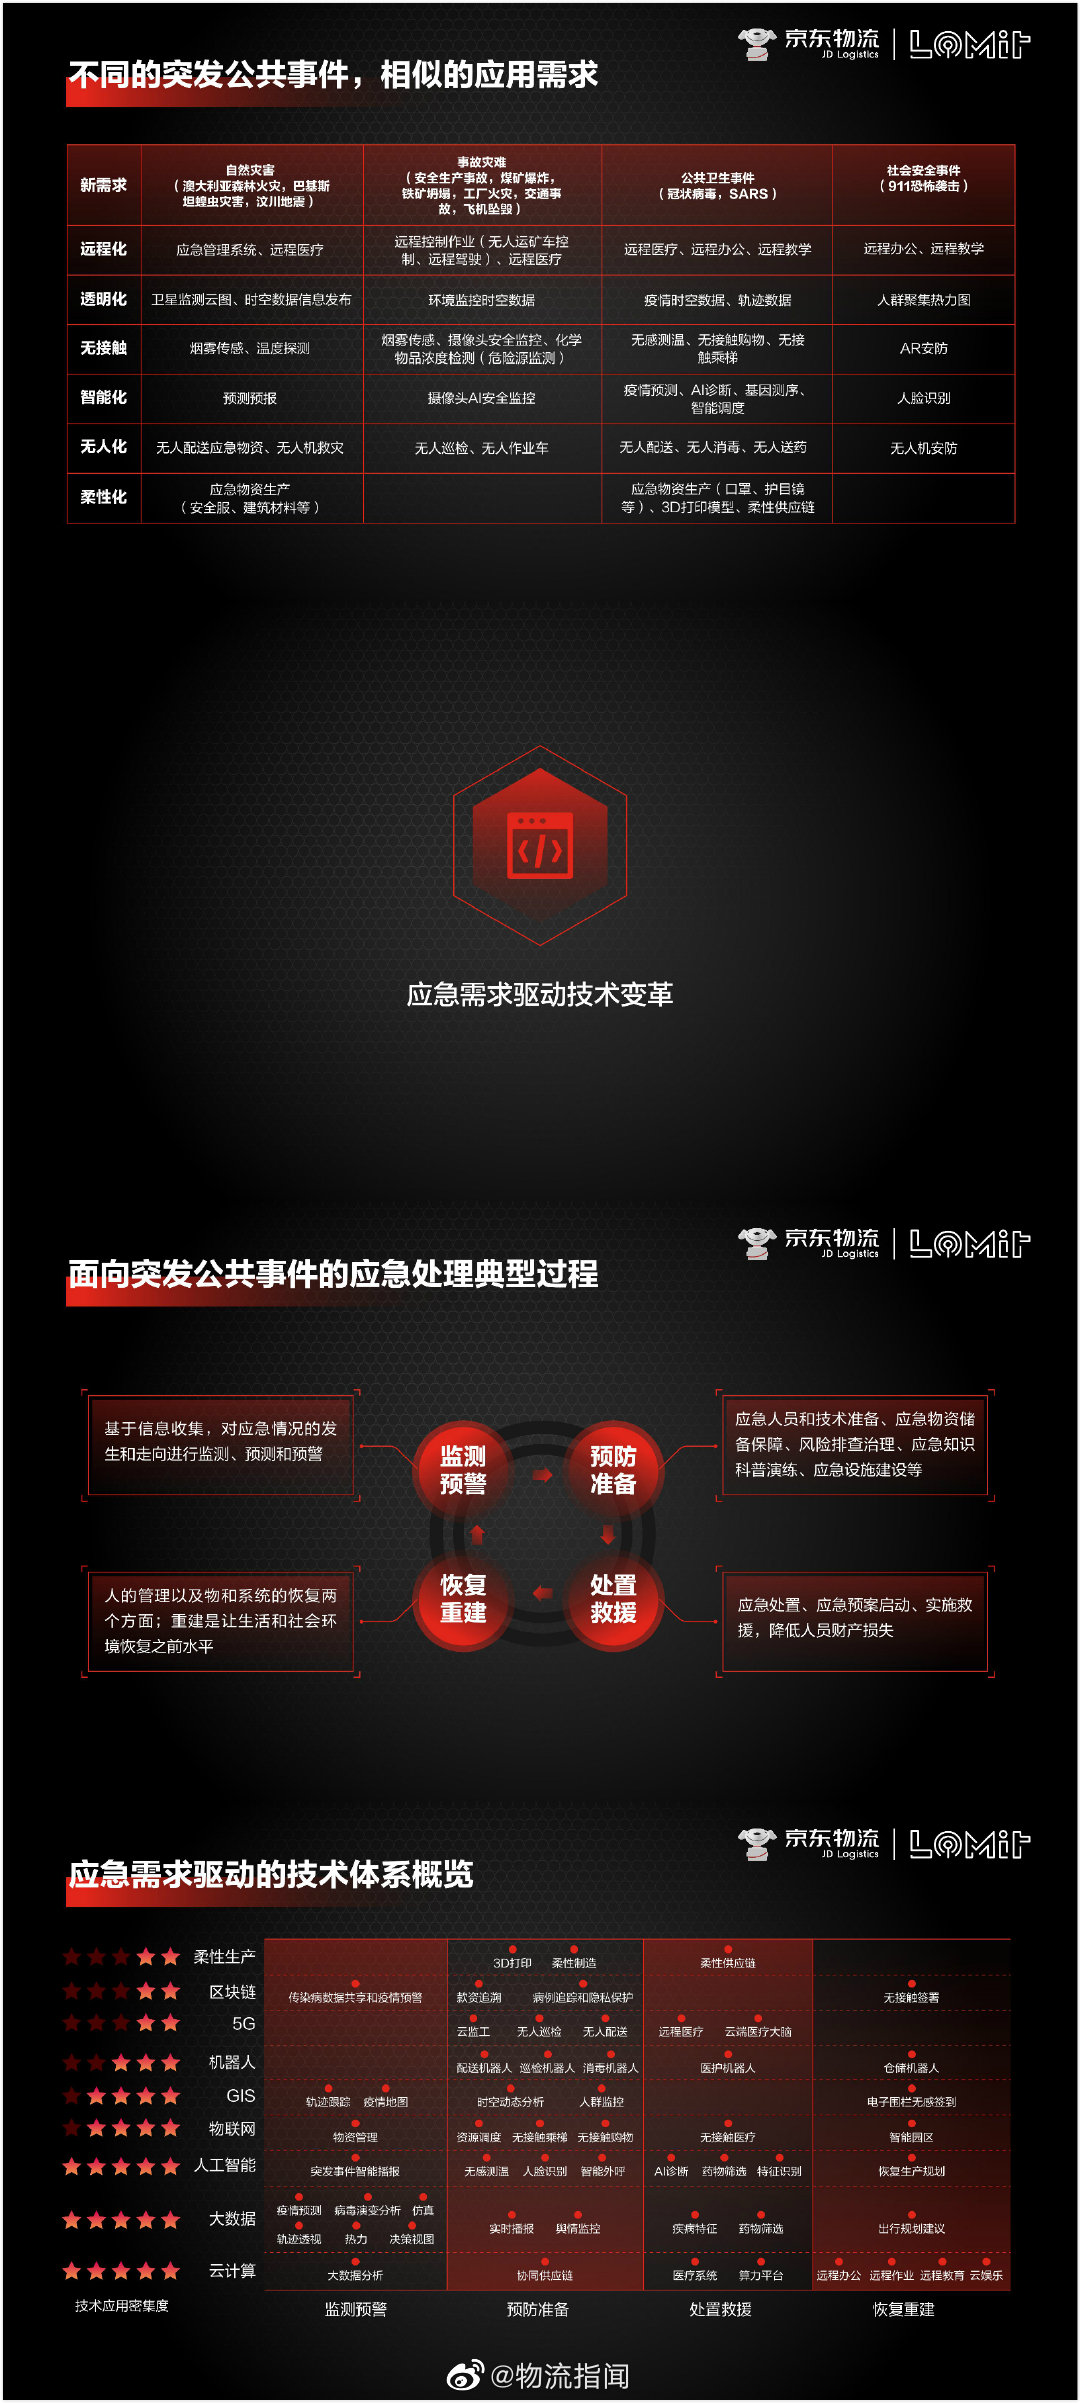 京东物流
JD Logistics
LOMir
不同的突发公共事件，相似的应用需求
新需求
自然灾害
（澳大利亚森林火灾，巴基斯
坦蝗虫灾害，汶川地震）
事故灾难
（安全生产事故，煤矿爆炸，
铁矿坍塌，工厂火灾，交通事
故，飞机坠毁）
公共卫生事件
（冠状病毒，SARS）
社会安全事件
（911恐怖袭击）
远程化
应急管理系统、远程医疗
远程控制作业（无人运矿车控
制、远程驾驶）、远程医疗
远程医疗、远程办公、远程教学
远程办公、远程教学
透明化
卫星监测云图、时空数据信息发布
环境监控时空数据
疫情时空数据、轨迹数据
人群聚集热力图
无接触
烟雾传感、温度探测
烟雾传感、摄像头安全监控、化学
物品浓度检测（危险源监测）
无感测温、无接触购物、无接
触乘梯
AR安防
智能化
预测预报
摄像头AI安全监控
疫情预测、AI诊断、基因测序、
智能调度
人脸识别
无人化
无人配送应急物资、无人机救灾
无人巡检、无人作业车
无人配送、无人消毒、无人送药
无人机安防
柔性化
应急物资生产
（安全服、建筑材料等）
应急物资生产（口罩、护目镜
等）、3D打印模型、柔性供应链
应急需求驱动技术变革
京东物流
JD Logistics
LOMir
面向突发公共事件的应急处理典型过程
基于信息收集，对应急情况的发
生和走向进行监测、预测和预警
监测
预警
预防
准备
应急人员和技术准备、应急物资储
备保障、风险排查治理、应急知识
科普演练、应急设施建设等
人的管理以及物和系统的恢复两
个方面；重建是让生活和社会环
境恢复之前水平
恢复
重建
处置
救援
应急处置、应急预案启动、实施救
援，降低人员财产损失
京东物流
JD Logistics
LOMir
应急需求驱动的技术体系概览
柔性生产
3D打印 柔性制造
柔性供应链
区块链
传染病数据共享和疫情预警
款资追溯 病例追踪和隐私保护
无接触签署
5G
云监工 无人巡检 无人配送
远程医疗 云端医疗大脑
机器人
配送机器人 巡检机器人 消毒机器人
医护机器人
仓储机器人
GIS
轨迹跟踪 疫情地图
时空动态分析 人群监控
电子围栏无感签到
物联网
物资管理
资源调度 无接触乘梯 无接触购物
无接触医疗
智能园区
人工智能
突发事件智能播报
无感测温 人脸识别 智能外呼
AI诊断 药物筛选 特征识别
恢复生产规划
大数据
疫情预测 病毒演变分析 仿真
轨迹透视 热力 决策视图
实时播报 舆情监控
疾病特征 药物筛选
出行规划建议
云计算
大数据分析
协同供应链
医疗系统 算力平台
远程办公 远程作业 远程教育 云娱乐
技术应用密集度
监测预警
预防准备
处置救援
恢复重建
@物流指闻